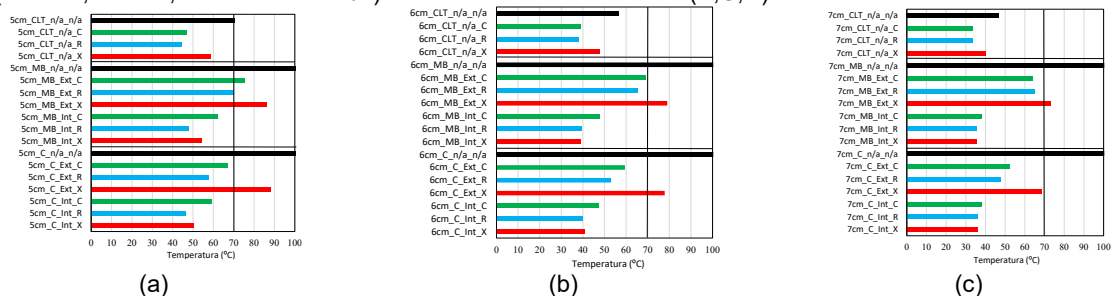 5cm_CLT_n/a_n/a
5cm_CLT_n/a_C
5cm_CLT_n/a_R
5cm_CLT_n/a_X
5cm_MB_n/a_n/a
5cm_MB_Ext_C
5cm_MB_Ext_R
5cm_MB_Ext_X
5cm_MB_Int_C
5cm_MB_Int_R
5cm_MB_Int_X
5cm_C_n/a_n/a
5cm_C_Ext_C
5cm_C_Ext_R
5cm_C_Ext_X
5cm_C_Int_C
5cm_C_Int_R
5cm_C_Int_X
0 10 20 30 40 50 60 70 80 90 100
Temperatura (ºC)
(a)
6cm_CLT_n/a_n/a
6cm_CLT_n/a_C
6cm_CLT_n/a_R
6cm_CLT_n/a_X
6cm_MB_n/a_n/a
6cm_MB_Ext_C
6cm_MB_Ext_R
6cm_MB_Ext_X
6cm_MB_Int_C
6cm_MB_Int_R
6cm_MB_Int_X
6cm_C_n/a_n/a
6cm_C_Ext_C
6cm_C_Ext_R
6cm_C_Ext_X
6cm_C_Int_C
6cm_C_Int_R
6cm_C_Int_X
0 10 20 30 40 50 60 70 80 90 100
Temperatura (ºC)
(b)
7cm_CLT_n/a_n/a
7cm_CLT_n/a_C
7cm_CLT_n/a_R
7cm_CLT_n/a_X
7cm_MB_n/a_n/a
7cm_MB_Ext_C
7cm_MB_Ext_R
7cm_MB_Ext_X
7cm_MB_Int_C
7cm_MB_Int_R
7cm_MB_Int_X
7cm_C_n/a_n/a
7cm_C_Ext_C
7cm_C_Ext_R
7cm_C_Ext_X
7cm_C_Int_C
7cm_C_Int_R
7cm_C_Int_X
0 10 20 30 40 50 60 70 80 90 100
Temperatura (ºC)
(c)